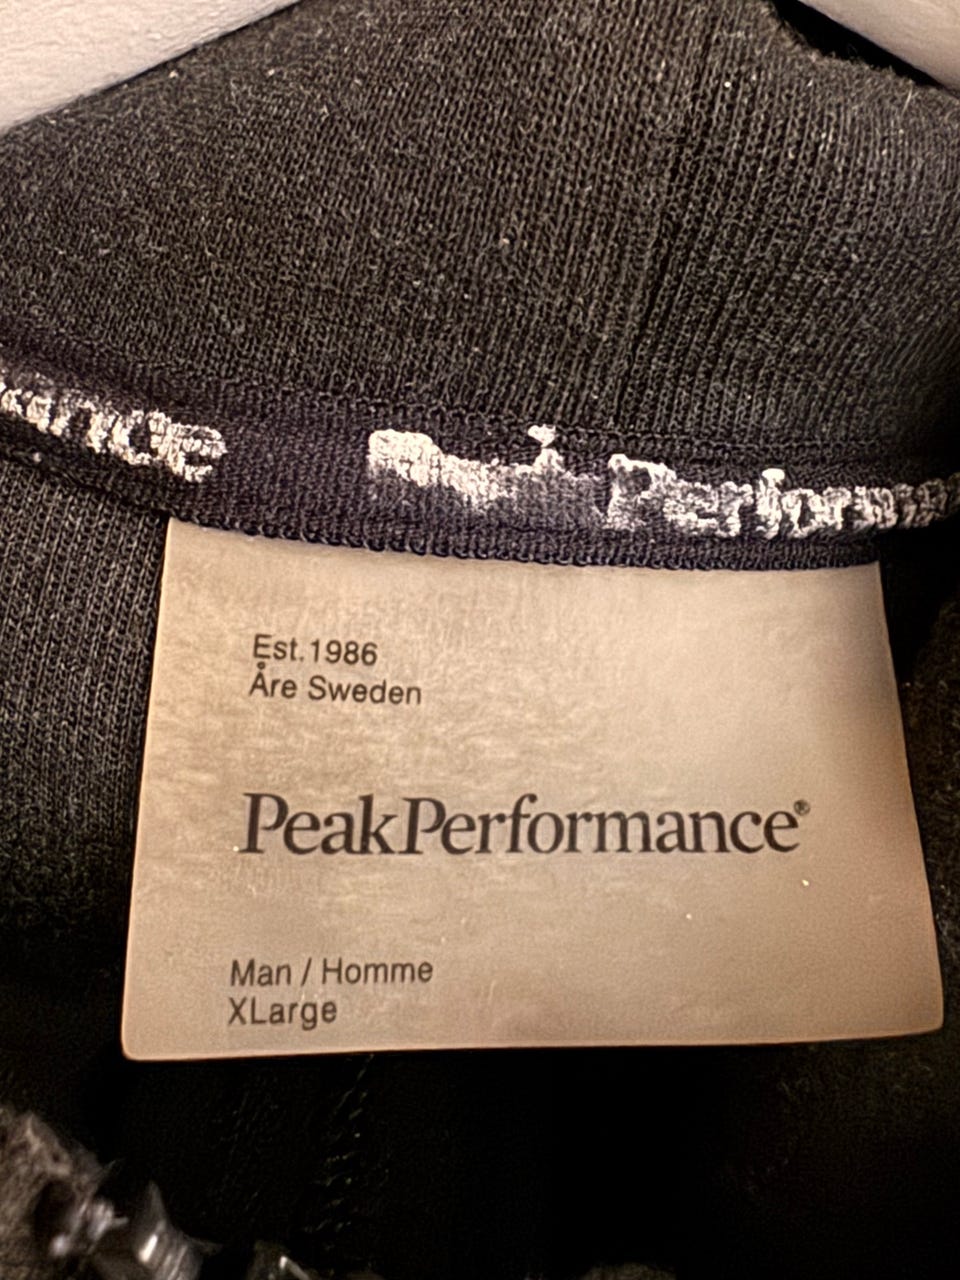 Est. 1986
Åre Sweden
PeakPerformance®
Man / Homme
XLarge